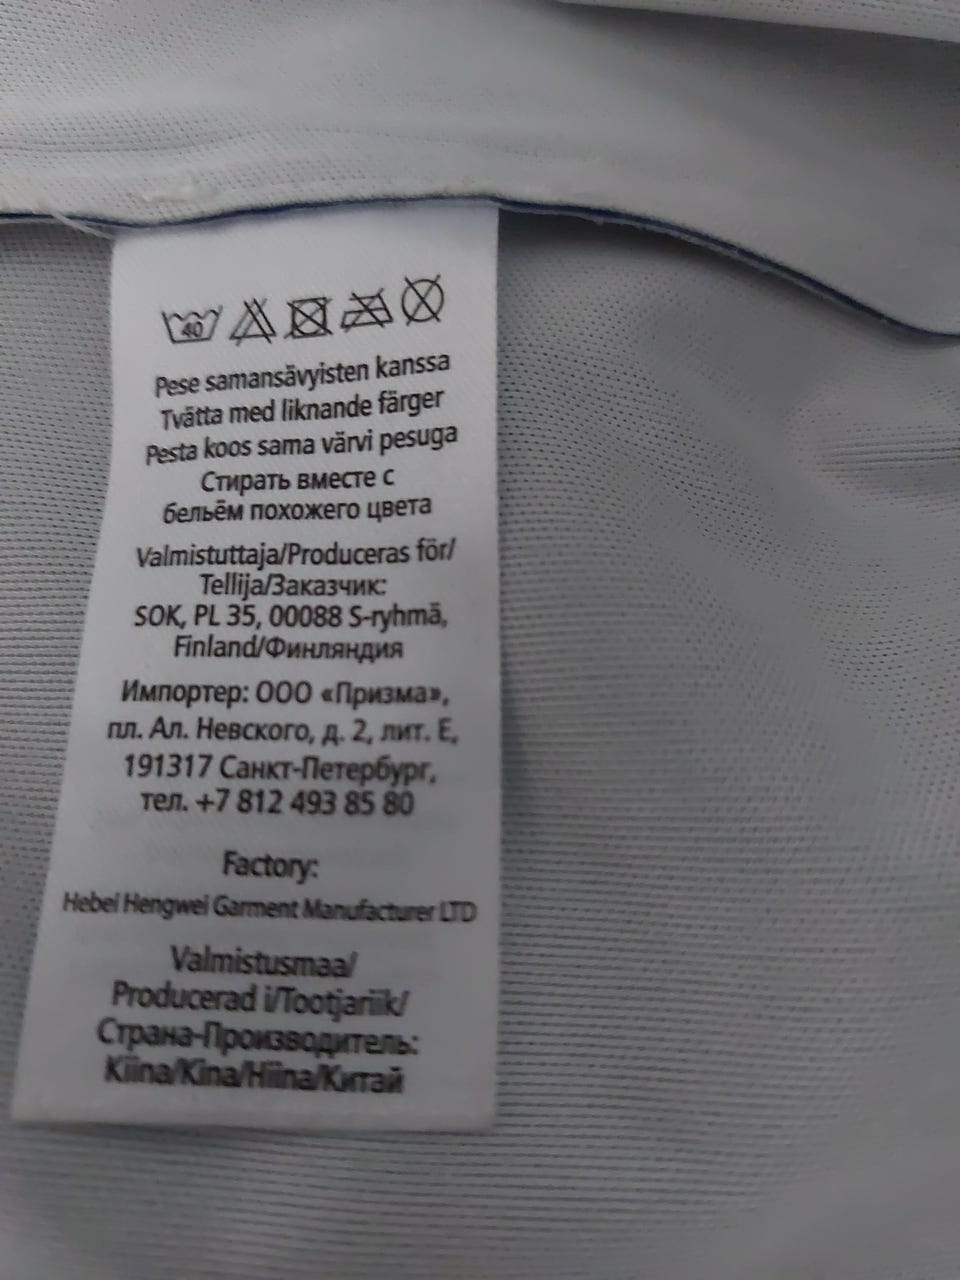 40
Pese samansävyisten kanssa
Tvätta med liknande färger
Pesta koos sama värvi pesuga
Стирать вместе с
бельём похожего цвета
Valmistuttaja/Produceras för/
Tellija/Заказчик:
SOK, PL 35, 00088 S-ryhmä,
Finland/Финляндия
Импортер: ООО «Призма»,
пл. Ал. Невского, д. 2, лит. Е,
191317 Санкт-Петербург,
тел. +7 812 493 85 80
Factory:
Hebei Hengwei Garment Manufacturer LTD
Valmistusmaa/
Producerad i/Tootjariik/
Страна-Производитель:
Kiina/Kina/Hiina/Китай